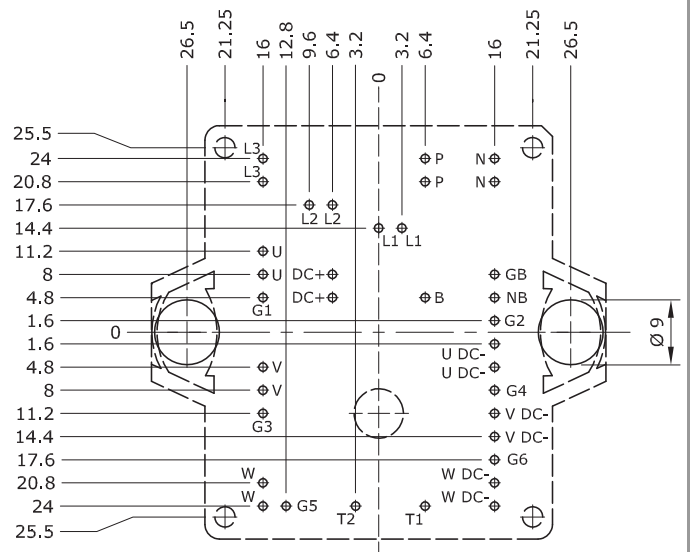 26.5 21.25 16 12.8 9.6 6.4 3.2 0 3.2 6.4 16 21.25 26.5
25.5
24 L3 P N
20.8 L3 P N
17.6 L2 L2
14.4 L1 L1
11.2 U
8 U DC+ GB
4.8 G1 DC+ B NB
1.6 G2
0 Ø 9
1.6 U DC-
4.8 V U DC-
8 V G4
11.2 G3 V DC-
14.4 V DC-
17.6 G6
20.8 W W DC-
24 W G5 T2 T1 W DC-
25.5